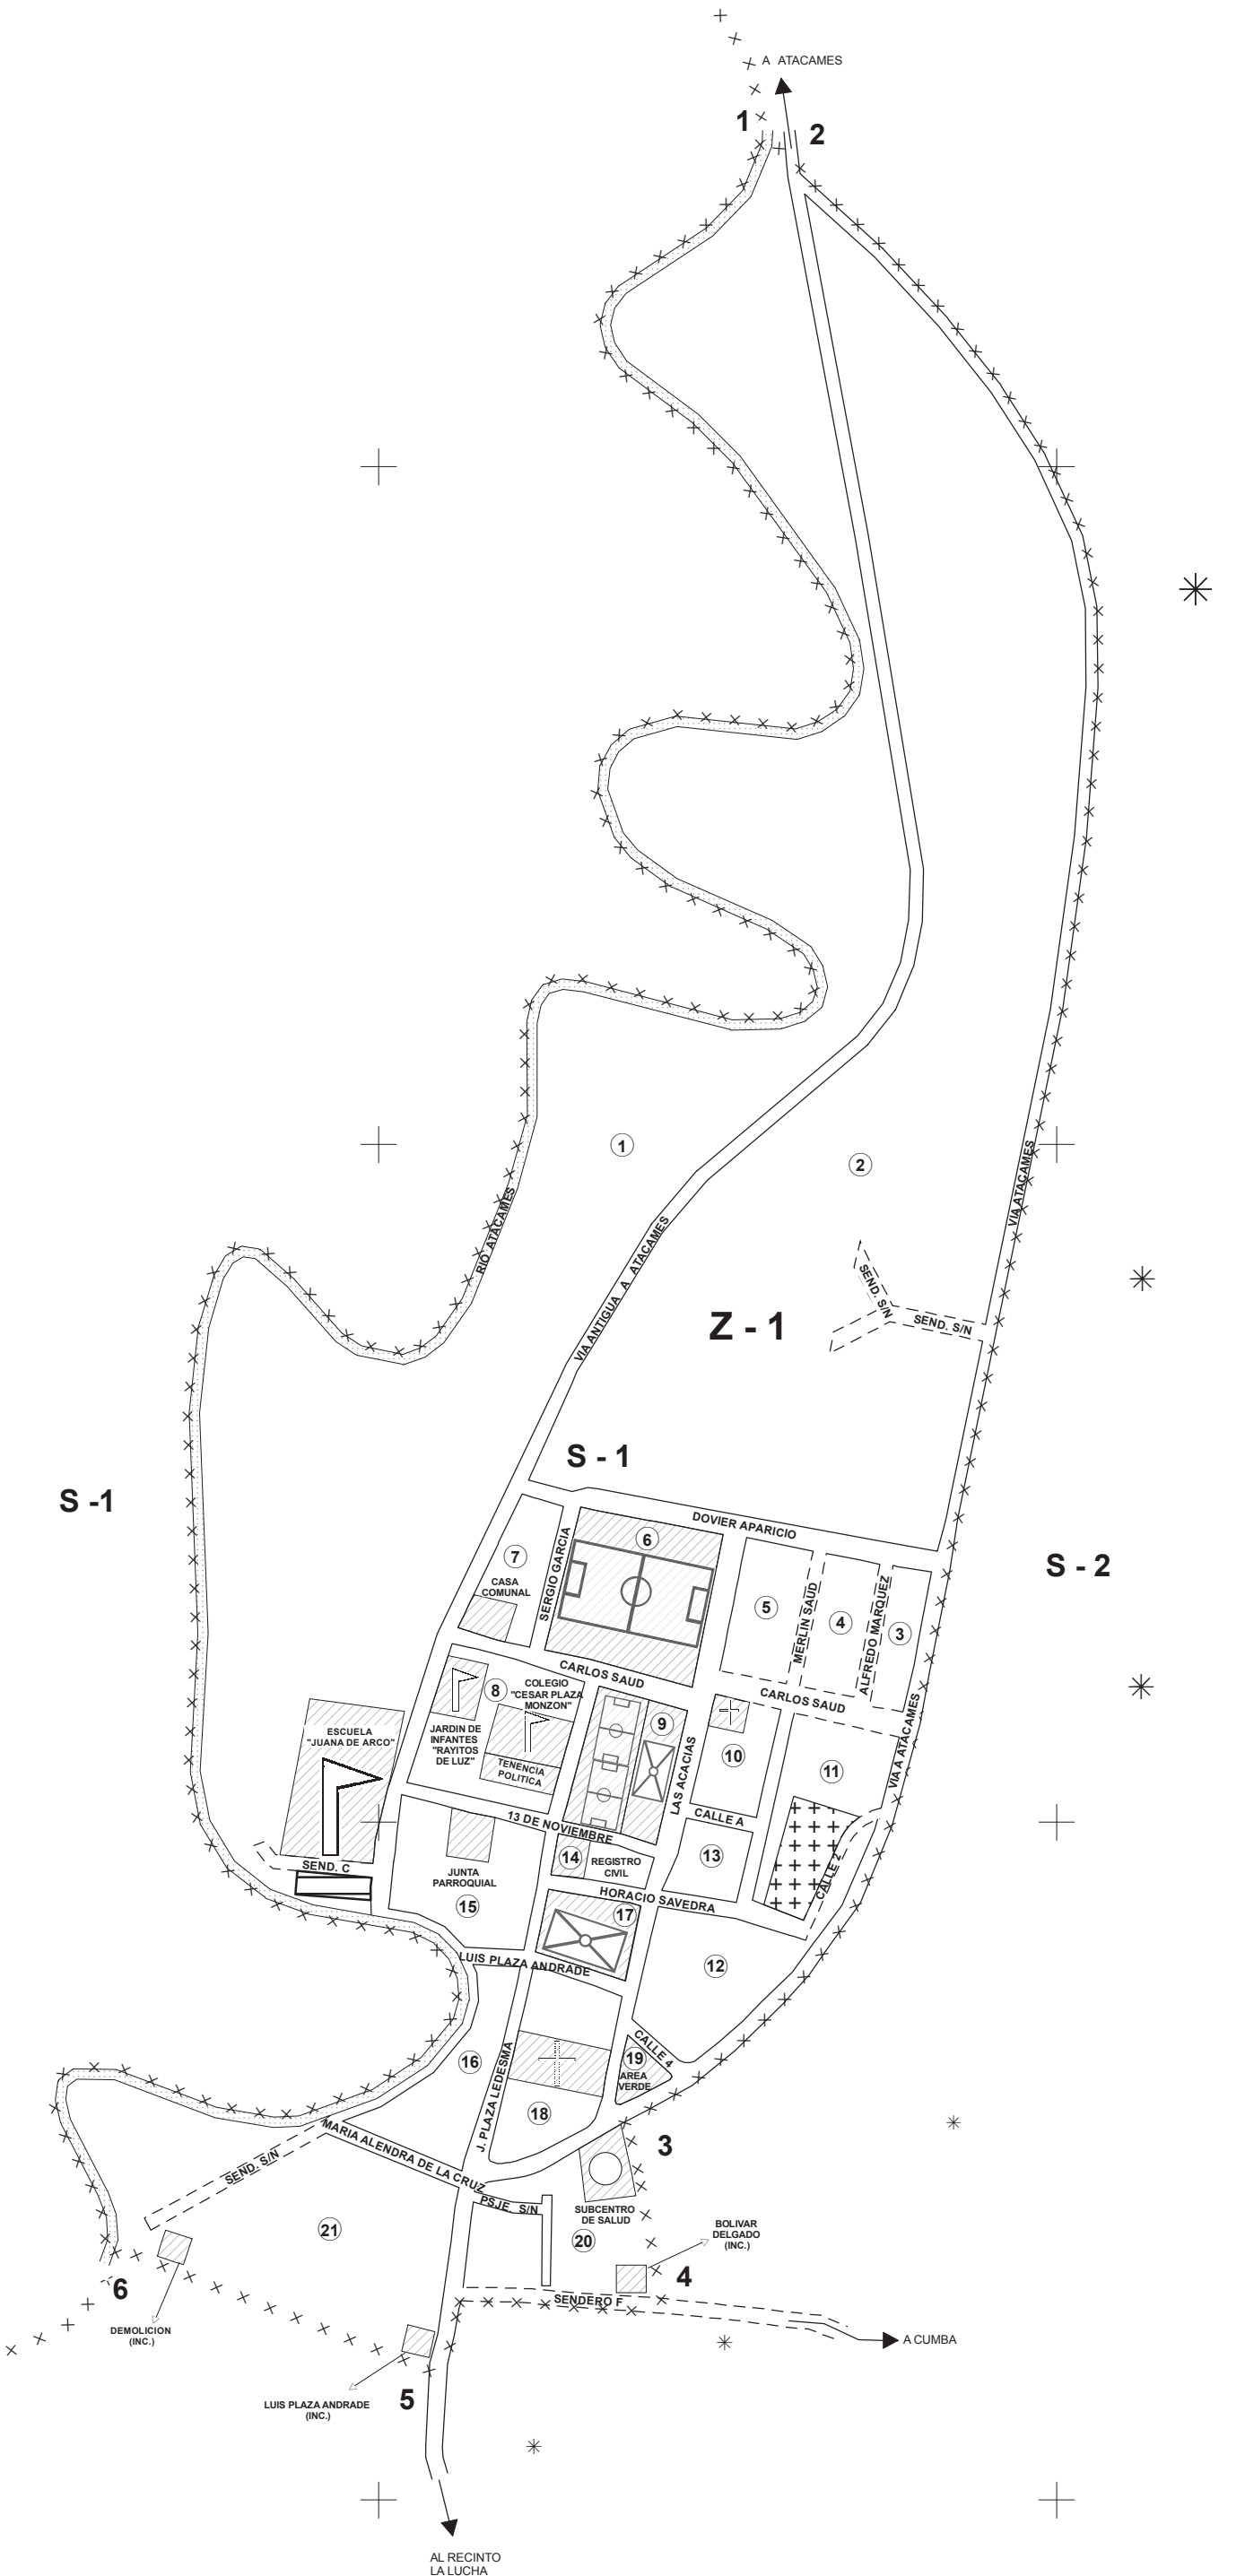 A ATACAMES
1
2
1
2
RIO ATACAMES
VIA ANTIGUA A ATACAMES
VIA ATACAMES
SEND. S/N
SEND. S/N
Z - 1
S - 1
S -1
S - 2
DOVIER APARICIO
6
7
CASA
COMUNAL
SERGIO GARCIA
5
MERLIN SAUD
4
ALFREDO MARQUEZ
3
CARLOS SAUD
CARLOS SAUD
8
COLEGIO
"CESAR PLAZA
MONZON"
JARDIN DE
INFANTES
"RAYITOS
DE LUZ"
TENENCIA
POLITICA
9
LAS ACACIAS
10
11
VIA A ATACAMES
ESCUELA
"JUANA DE ARCO"
13 DE NOVIEMBRE
CALLE A
CALLE 2
SEND. C
JUNTA
PARROQUIAL
15
14
REGISTRO
CIVIL
13
HORACIO SAVEDRA
17
12
LUIS PLAZA ANDRADE
16
J. PLAZA LEDESMA
CALLE 4
19
AREA
VERDE
18
3
MARIA ALENDRA DE LA CRUZ
SEND. S/N
PSJE. S/N
SUBCENTRO
DE SALUD
20
21
BOLIVAR
DELGADO
(INC.)
4
SENDERO F
A CUMBA
6
DEMOLICION
(INC.)
5
LUIS PLAZA ANDRADE
(INC.)
AL RECINTO
LA LUCHA